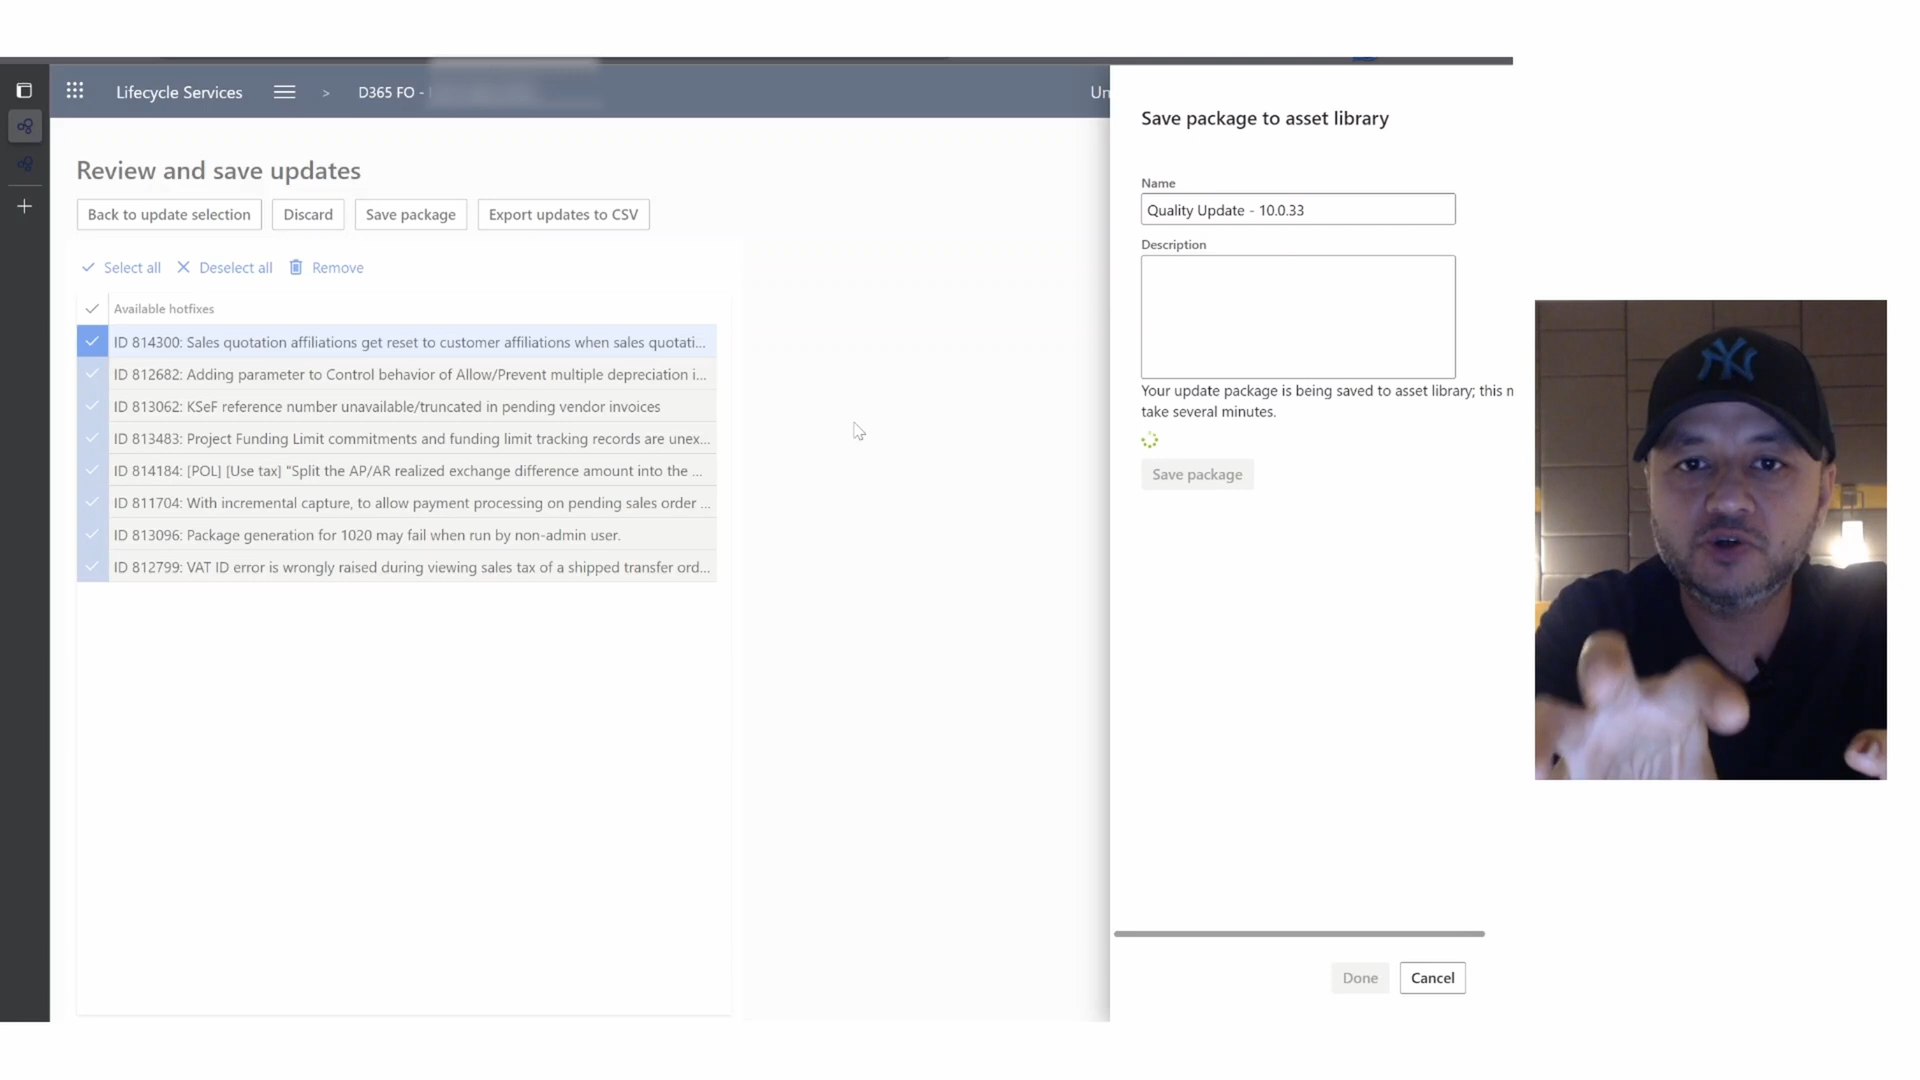 Lifecycle Services > D365 FO -
Un
Review and save updates
Back to update selection Discard Save package Export updates to CSV
Select all Deselect all Remove
Available hotfixes
ID 814300: Sales quotation affiliations get reset to customer affiliations when sales quotati...
ID 812682: Adding parameter to Control behavior of Allow/Prevent multiple depreciation i...
ID 813062: KSeF reference number unavailable/truncated in pending vendor invoices
ID 813483: Project Funding Limit commitments and funding limit tracking records are unex...
ID 814184: [POL] [Use tax] "Split the AP/AR realized exchange difference amount into the ...
ID 811704: With incremental capture, to allow payment processing on pending sales order ...
ID 813096: Package generation for 1020 may fail when run by non-admin user.
ID 812799: VAT ID error is wrongly raised during viewing sales tax of a shipped transfer ord...
Save package to asset library
Name
Quality Update - 10.0.33
Description
Your update package is being saved to asset library; this n
take several minutes.
Save package
Done Cancel
NY